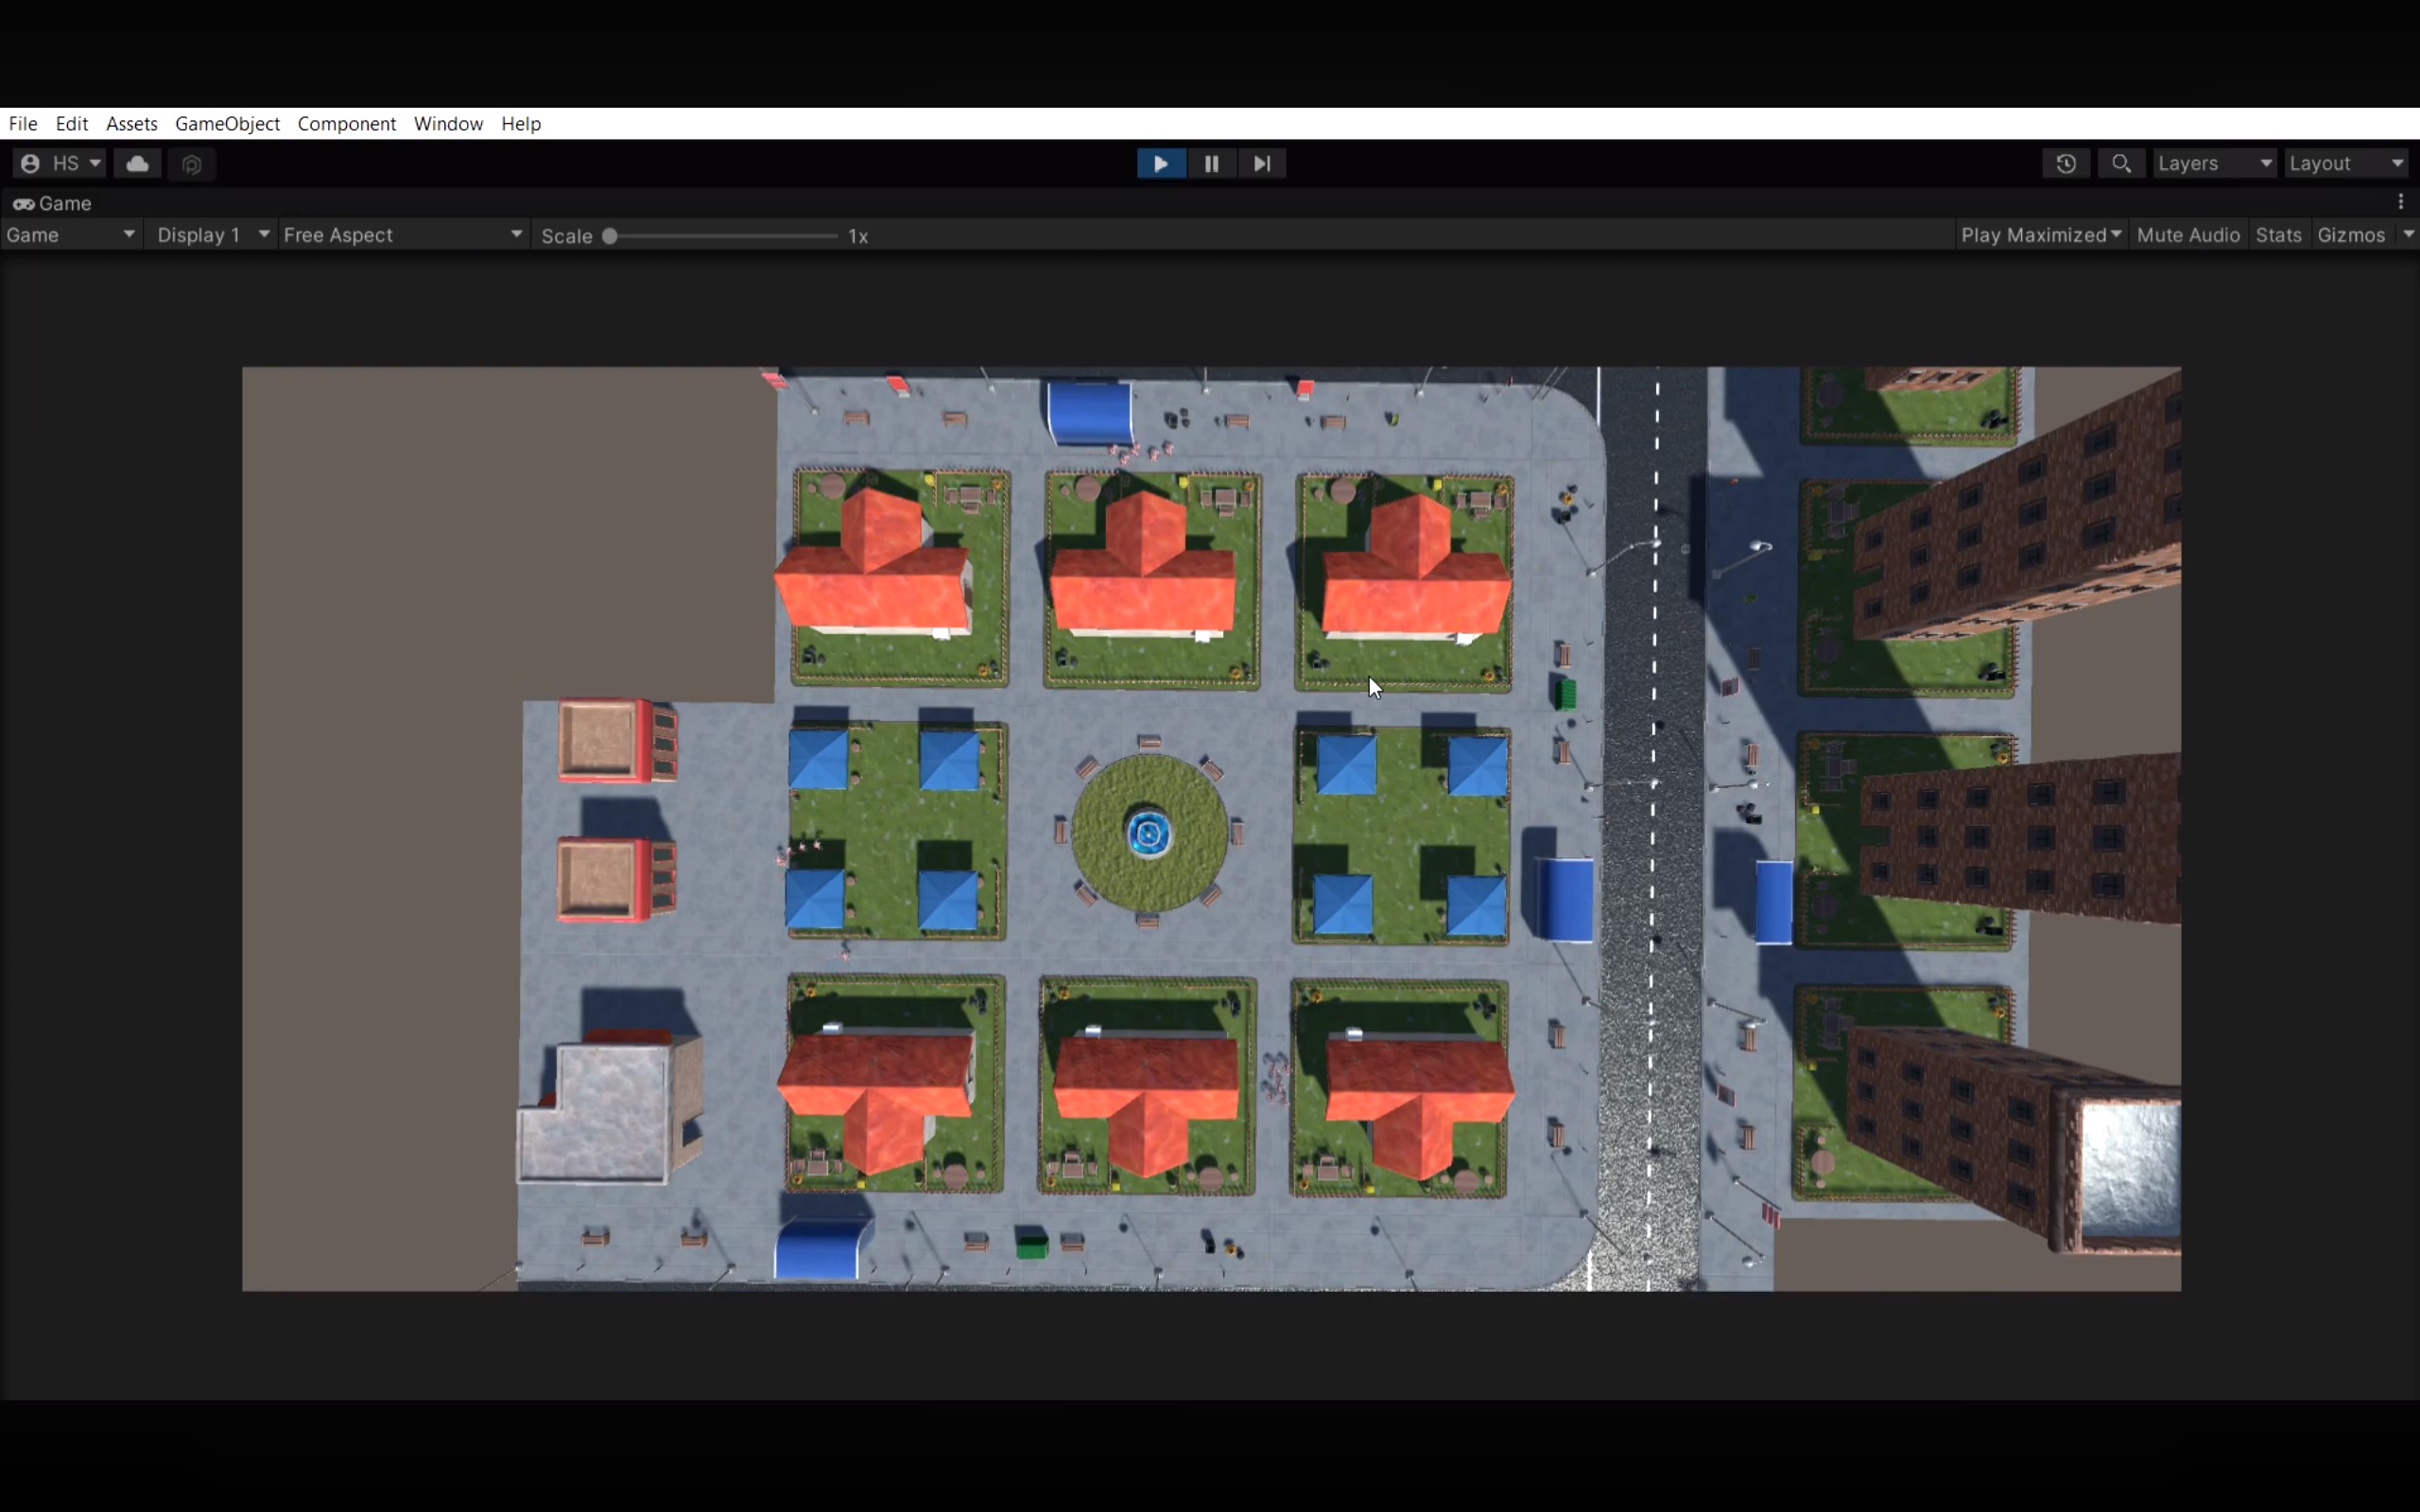 File Edit Assets GameObject Component Window Help
HS Layers Layout
Game
Game Display 1 Free Aspect Scale 1x Play Maximized Mute Audio Stats Gizmos